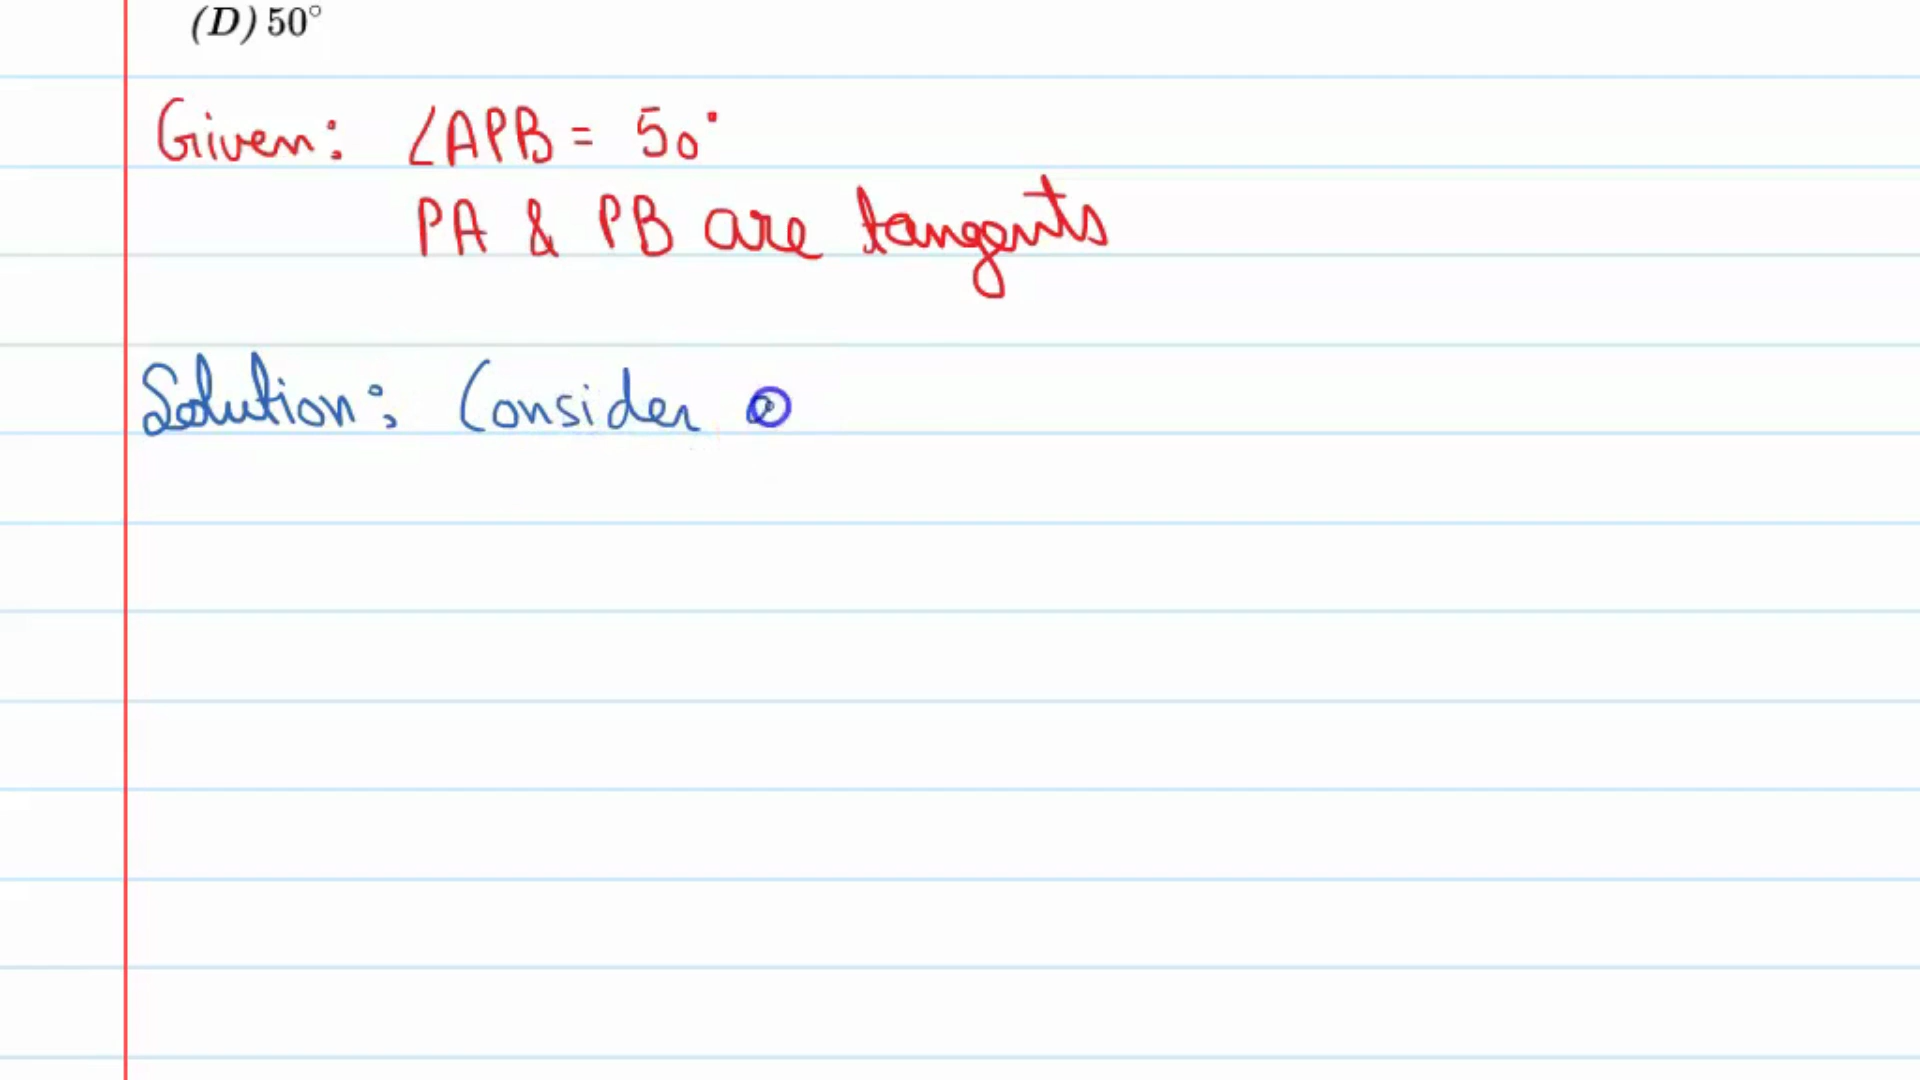 (D) 50°
Given: ∠APB = 50°
PA & PB are tangents
Solution: Consider